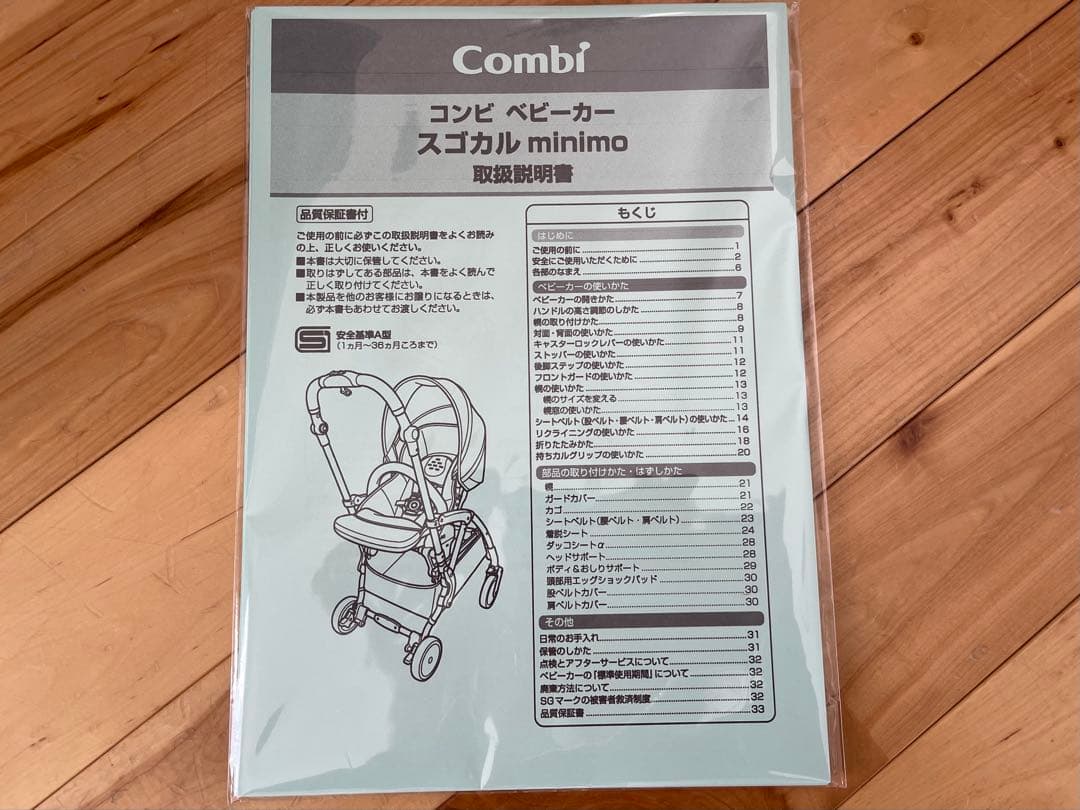 Combi
コンビ ベビーカー
スゴカル minimo
取扱説明書
品質保証書付
ご使用の前に必ずこの取扱説明書をよくお読み
の上、正しくお使いください。
■本書は大切に保管してください。
■取りはずしてある部品は、本書をよく読んで
正しく取り付けてください。
■本製品を他のお客様にお譲りになるときは、
必ず本書もあわせてお渡しください。
安全基準A型
(1ヵ月〜36ヵ月ころまで)
もくじ
はじめに
ご使用の前に 1
安全にご使用いただくために 2
各部のなまえ 6
ベビーカーの使いかた
ベビーカーの開きかた 7
ハンドルの高さ調節のしかた 8
幌の取り付けかた 8
対面・背面の使いかた 9
キャスターロックレバーの使いかた 11
ストッパーの使いかた 11
後脚ステップの使いかた 12
フロントガードの使いかた 12
幌の使いかた 13
幌のサイズを変える 13
幌窓の使いかた 13
シートベルト(股ベルト・腰ベルト・肩ベルト)の使いかた 14
リクライニングの使いかた 16
折りたたみかた 18
持ちカルグリップの使いかた 20
部品の取り付けかた・はずしかた
幌 21
ガードカバー 21
カゴ 22
シートベルト(腰ベルト・肩ベルト) 23
着脱シート 24
ダッコシートα 28
ヘッドサポート 28
ボディ&おしりサポート 29
頭部用エッグショックパッド 30
股ベルトカバー 30
肩ベルトカバー 30
その他
日常のお手入れ 31
保管のしかた 31
点検とアフターサービスについて 32
ベビーカーの「標準使用期間」について 32
廃棄方法について 32
SGマークの被害者救済制度 32
品質保証書 33